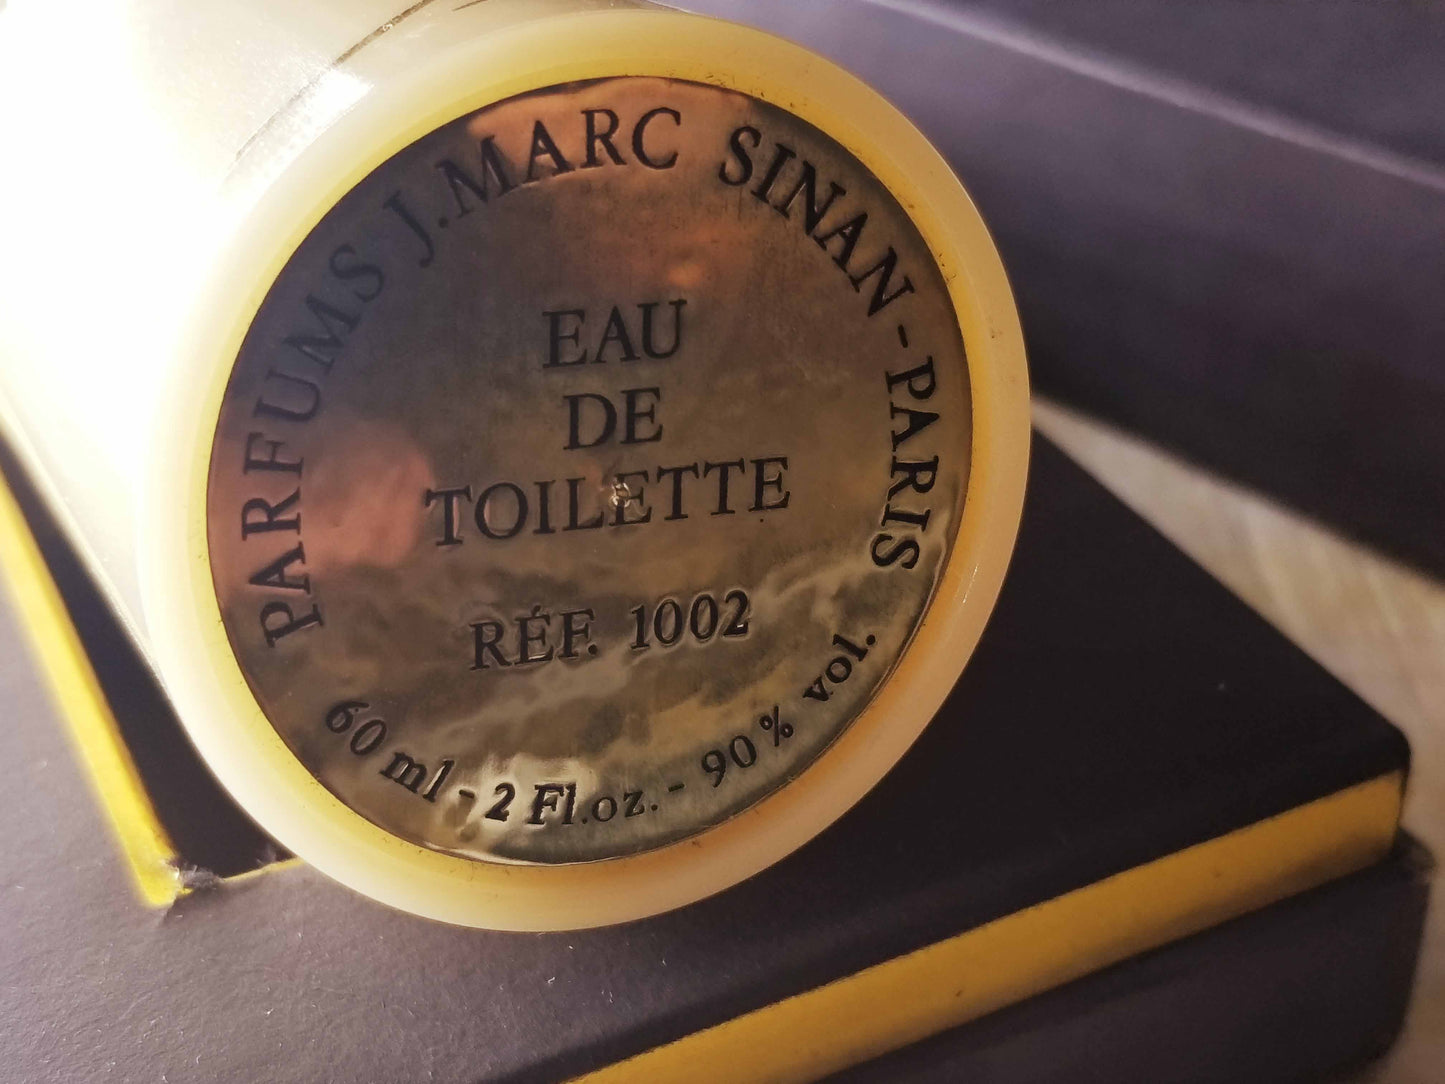 PARFUMS J.MARC SINAN-PARIS
EAU
DE
TOILETTE
RÉF. 1002
60 ml - 2 Fl.oz. - 90% vol.